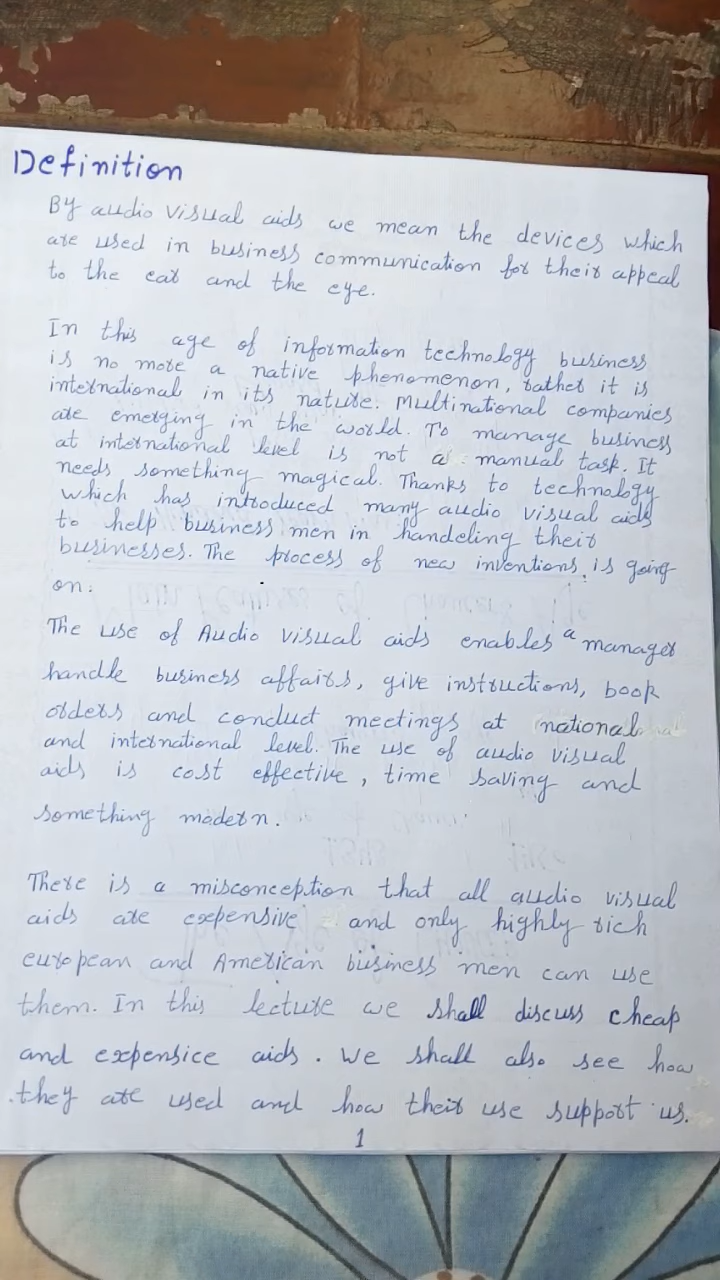 Definition
By audio visual aids we mean the devices which
are used in business communication for their appeal
to the ear and the eye.
In this age of information technology business
is no more a native phenomenon, rather it is
international in its nature. Multinational companies
are emerging in the world. To manage business
at international level is not a manual task. It
needs something magical. Thanks to technology
which has introduced many audio visual aids
to help business men in handeling their
businesses. The process of new inventions is going
on.
The use of Audio visual aids enables a manager
handle business affairs, give instructions, book
orders and conduct meetings at national
and international level. The use of audio visual
aids is cost effective, time saving and
something modern.
There is a misconception that all audio visual
aids are expensive and only highly rich
european and American business men can use
them. In this lecture we shall discuss cheap
and expensice aids. We shall also see how
they are used and how their use support us.
1